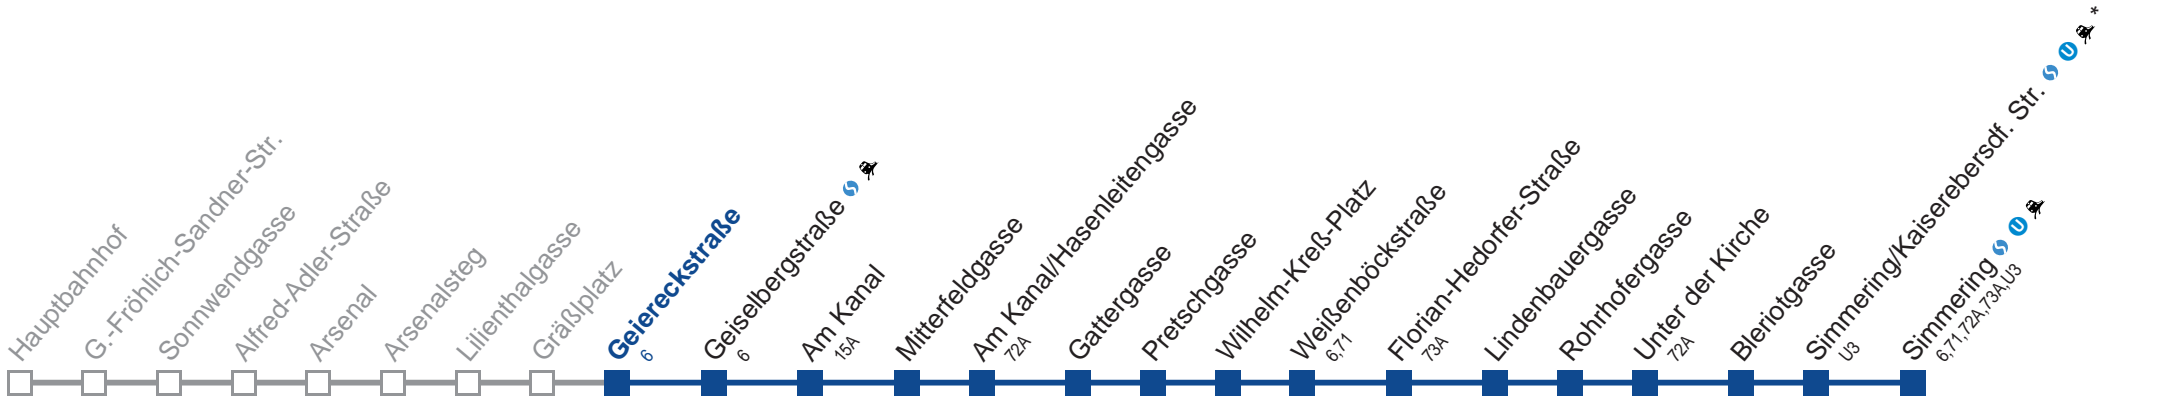 Hauptbahnhof
G.-Fröhlich-Sandner-Str.
Sonnwendgasse
Alfred-Adler-Straße
Arsenal
Arsenalsteg
Lilienthalgasse
Gräßlplatz
Geiereckstraße
6
Geiselbergstraße
6
Am Kanal
15A
Mitterfeldgasse
Am Kanal/Hasenleitengasse
72A
Gattergasse
Pretschgasse
Wilhelm-Kreß-Platz
Weißenböckstraße
6,71
Florian-Hedorfer-Straße
73A
Lindenbauergasse
Rohrhofergasse
Unter der Kirche
72A
Bleriotgasse
Simmering/Kaiserebersdf. Str. U *
U3
Simmering U
6,71,72A,73A,U3